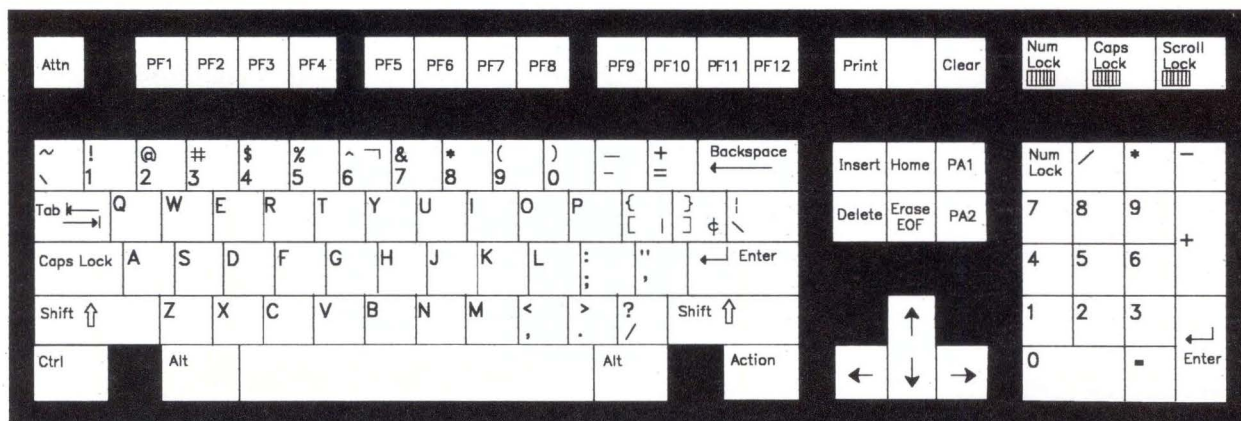 Attn PF1 PF2 PF3 PF4 PF5 PF6 PF7 PF8 PF9 PF10 PF11 PF12 Print Clear Num Lock Caps Lock Scroll Lock
~ ! @ # $ % ^ ¬ & * ( ) — + Backspace
\ 1 2 3 4 5 6 7 8 9 0 - = ←
Insert Home PA1 Num Lock / * −
Tab Q W E R T Y U I O P { } ¦
[ | ] ¢ \
Delete Erase EOF PA2 7 8 9 +
Caps Lock A S D F G H J K L : " ↵ Enter
; '
4 5 6
Shift ⇧ Z X C V B N M < > ? Shift ⇧
, . /
↑ 1 2 3
Ctrl Alt Alt Action ← ↓ → 0 . ↵ Enter